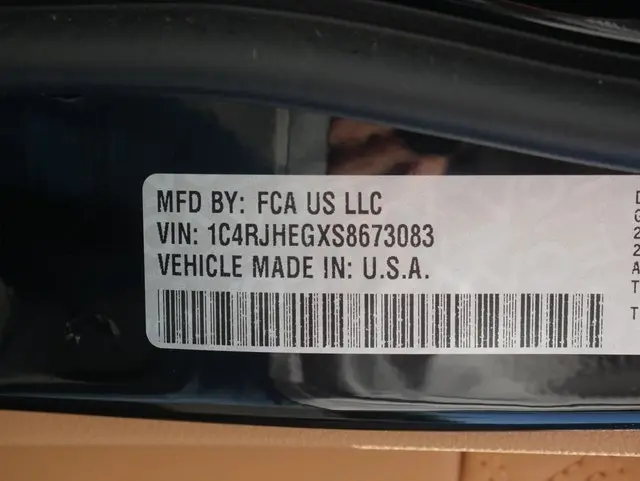 MFD BY: FCA US LLC
VIN: 1C4RJHEGXS8673083
VEHICLE MADE IN: U.S.A.